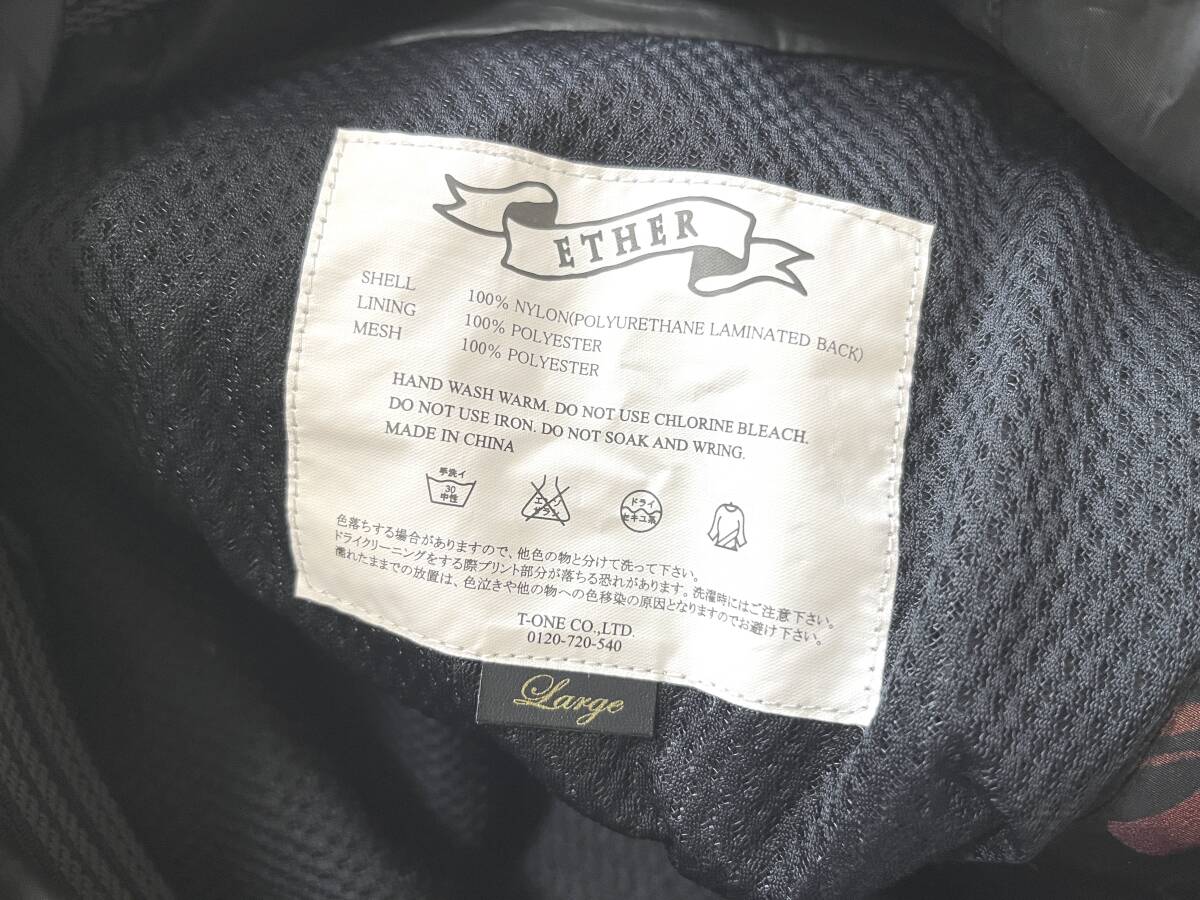 ETHER
SHELL 100% NYLON(POLYURETHANE LAMINATED BACK)
LINING 100% POLYESTER
MESH 100% POLYESTER
HAND WASH WARM. DO NOT USE CHLORINE BLEACH.
DO NOT USE IRON. DO NOT SOAK AND WRING.
MADE IN CHINA
手洗イ
30
中性
エンソ
サラシ
ドライ
セキユ系
色落ちする場合がありますので、他色の物と分けて洗って下さい。
ドライクリーニングをする際プリント部分が落ちる恐れがあります。洗濯時にはご注意下さい。
濡れたままでの放置は、色泣きや他の物への色移染の原因となりますのでお避け下さい。
T-ONE CO.,LTD.
0120-720-540
Large